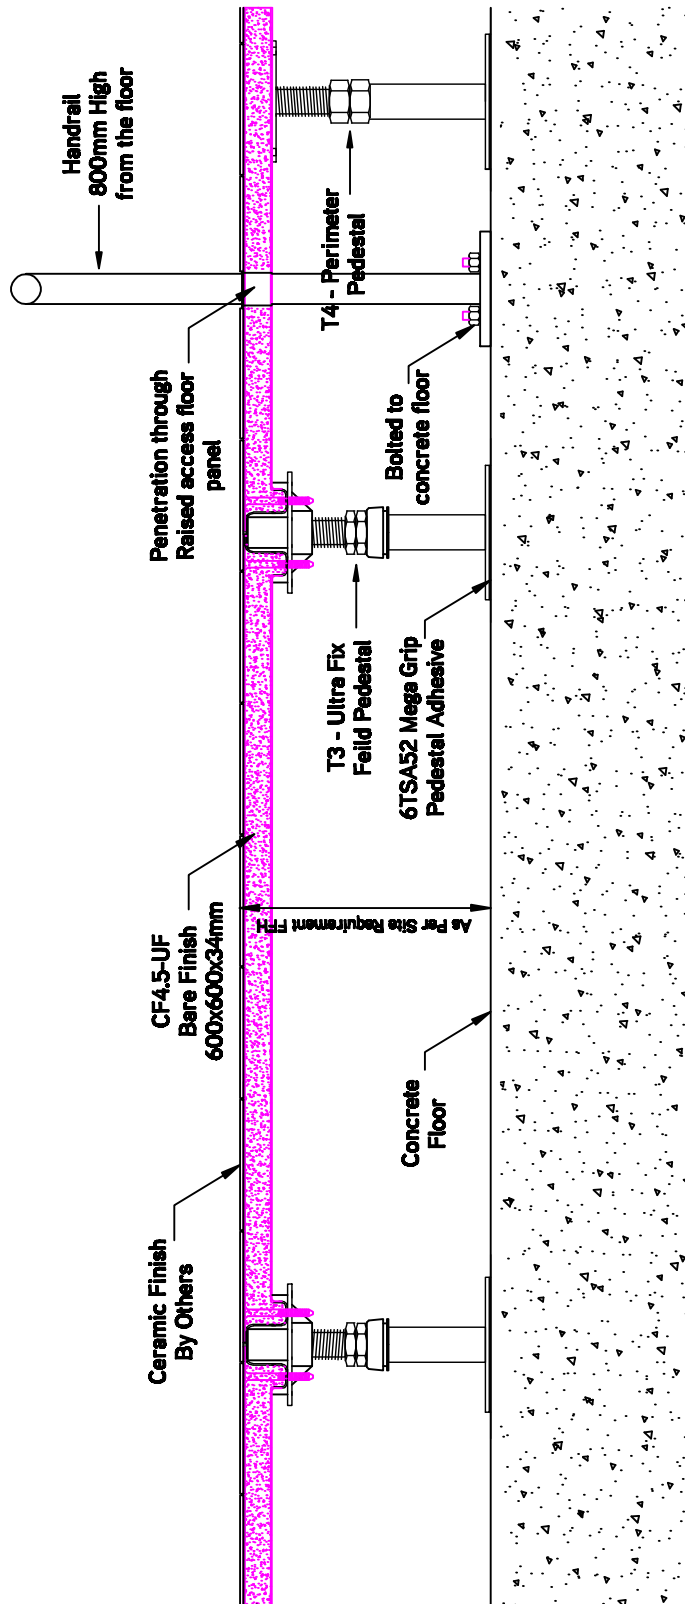 Handrail
800mm High
from the floor
T4 - Perimeter
Pedestal
Penetration through
Raised access floor
panel
Bolted to
concrete floor
T3 - Ultra Fix
Feild Pedestal
6TSA52 Mega Grip
Pedestal Adhesive
CF4.5-UF
Bare Finish
600x600x34mm
As Per Site Requirement FFH
Concrete
Floor
Ceramic Finish
By Others